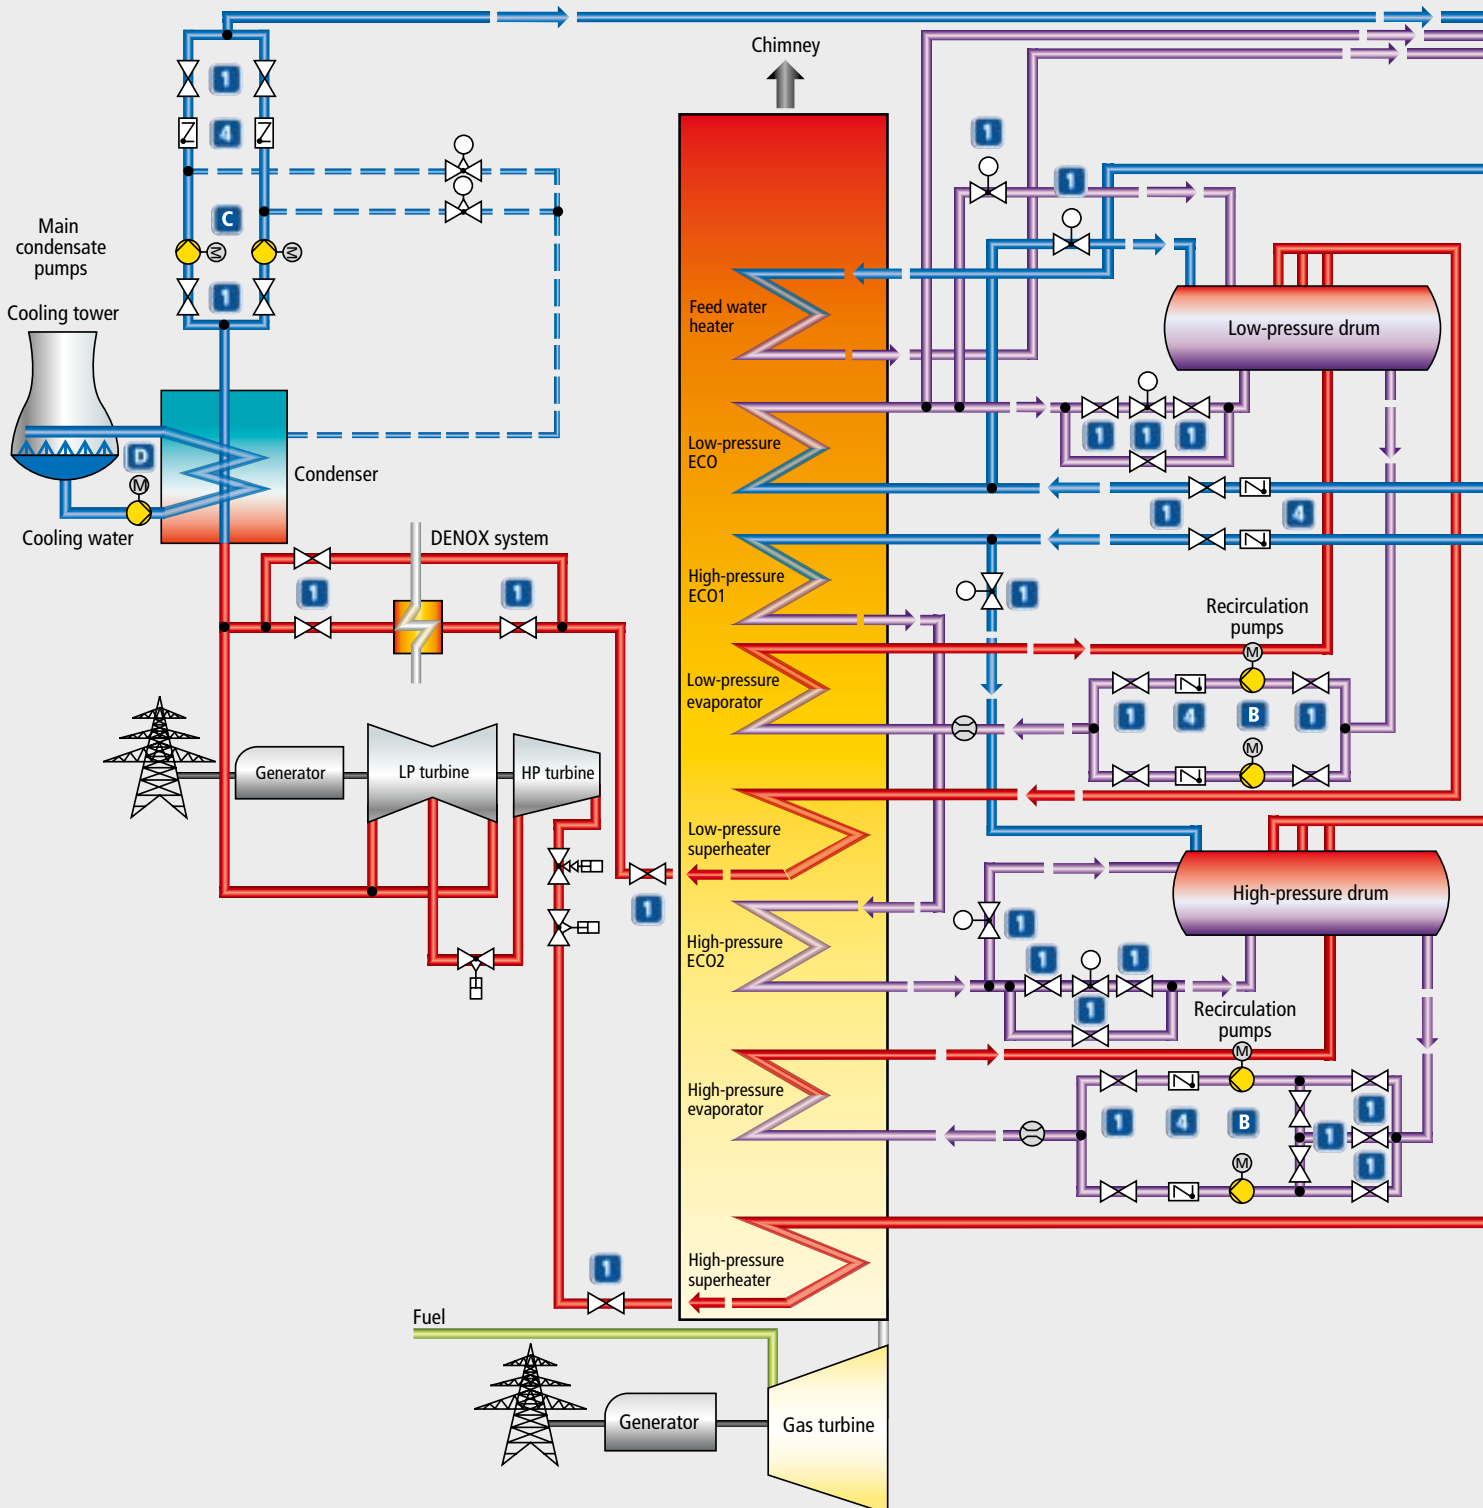 Chimney
1
4
1
1
C
Main
condensate
pumps
M
M
1
Cooling tower
Feed water
heater
Low-pressure drum
D
M
Condenser
Low-pressure
ECO
1
1
1
Cooling water
1
4
DENOX system
High-pressure
ECO1
1
1
1
Recirculation
pumps
M
Low-pressure
evaporator
1
4
B
1
M
Generator
LP turbine
HP turbine
Low-pressure
superheater
1
High-pressure drum
High-pressure
ECO2
1
1
1
1
Recirculation
pumps
M
High-pressure
evaporator
1
4
B
1
1
1
M
High-pressure
superheater
1
Fuel
Generator
Gas turbine